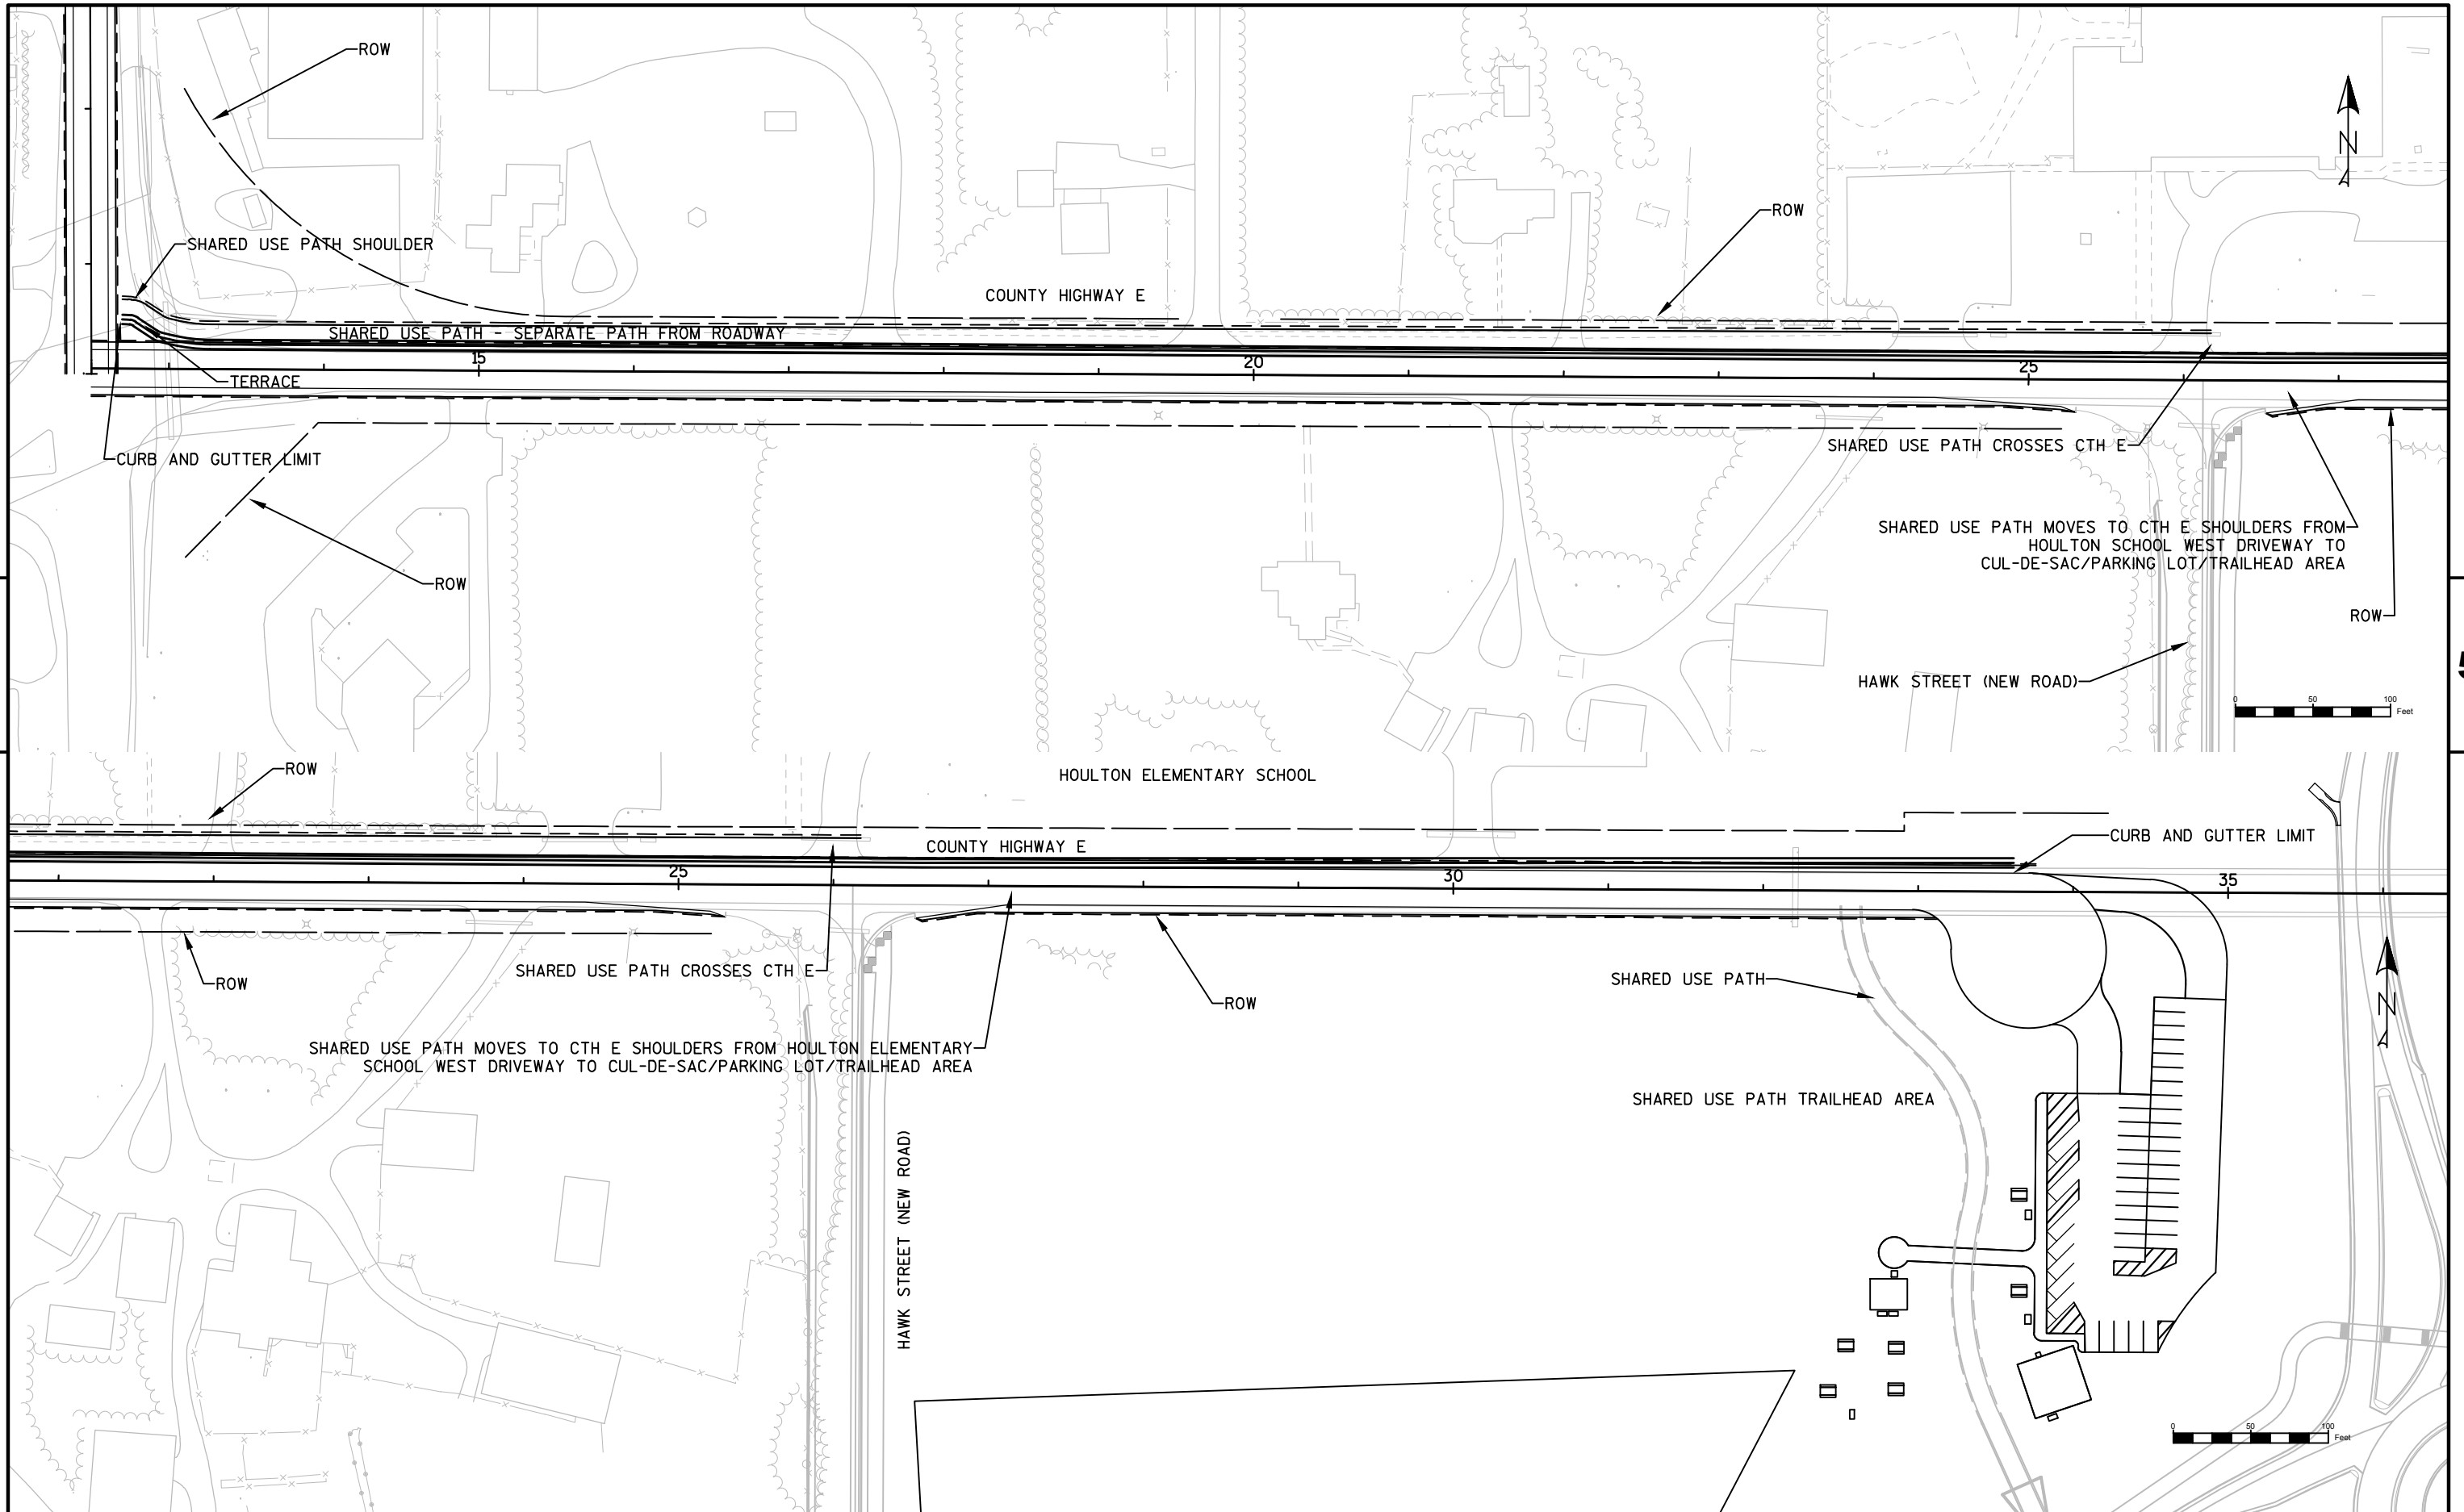 ROW
ROW
SHARED USE PATH SHOULDER
COUNTY HIGHWAY E
SHARED USE PATH - SEPARATE PATH FROM ROADWAY
15
20
25
TERRACE
CURB AND GUTTER LIMIT
SHARED USE PATH CROSSES CTH E
SHARED USE PATH MOVES TO CTH E SHOULDERS FROM
HOULTON SCHOOL WEST DRIVEWAY TO
CUL-DE-SAC/PARKING LOT/TRAILHEAD AREA
ROW
ROW
HAWK STREET (NEW ROAD)
0 50 100
Feet
N
ROW
HOULTON ELEMENTARY SCHOOL
COUNTY HIGHWAY E
CURB AND GUTTER LIMIT
25
30
35
SHARED USE PATH CROSSES CTH E
ROW
ROW
SHARED USE PATH
SHARED USE PATH MOVES TO CTH E SHOULDERS FROM HOULTON ELEMENTARY
SCHOOL WEST DRIVEWAY TO CUL-DE-SAC/PARKING LOT/TRAILHEAD AREA
SHARED USE PATH TRAILHEAD AREA
HAWK STREET (NEW ROAD)
N
0 50 100
Feet